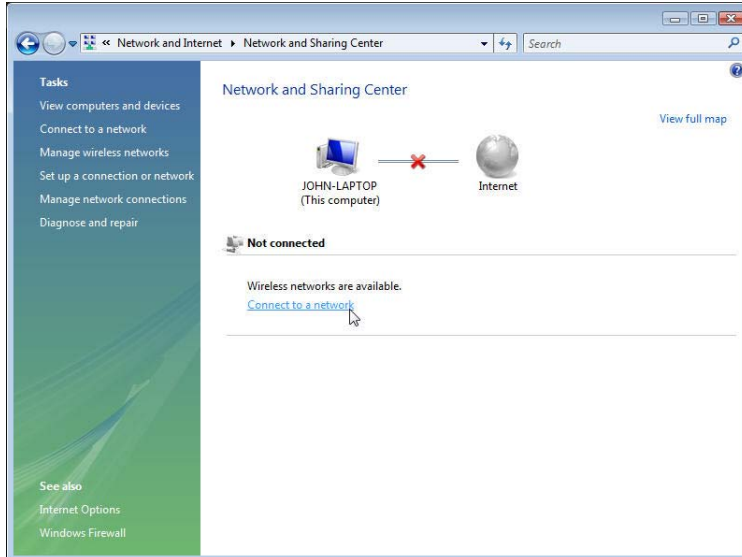 « Network and Internet ▸ Network and Sharing Center
Search
Tasks
View computers and devices
Connect to a network
Manage wireless networks
Set up a connection or network
Manage network connections
Diagnose and repair
See also
Internet Options
Windows Firewall
Network and Sharing Center
View full map
JOHN-LAPTOP
(This computer)
Internet
Not connected
Wireless networks are available.
Connect to a network